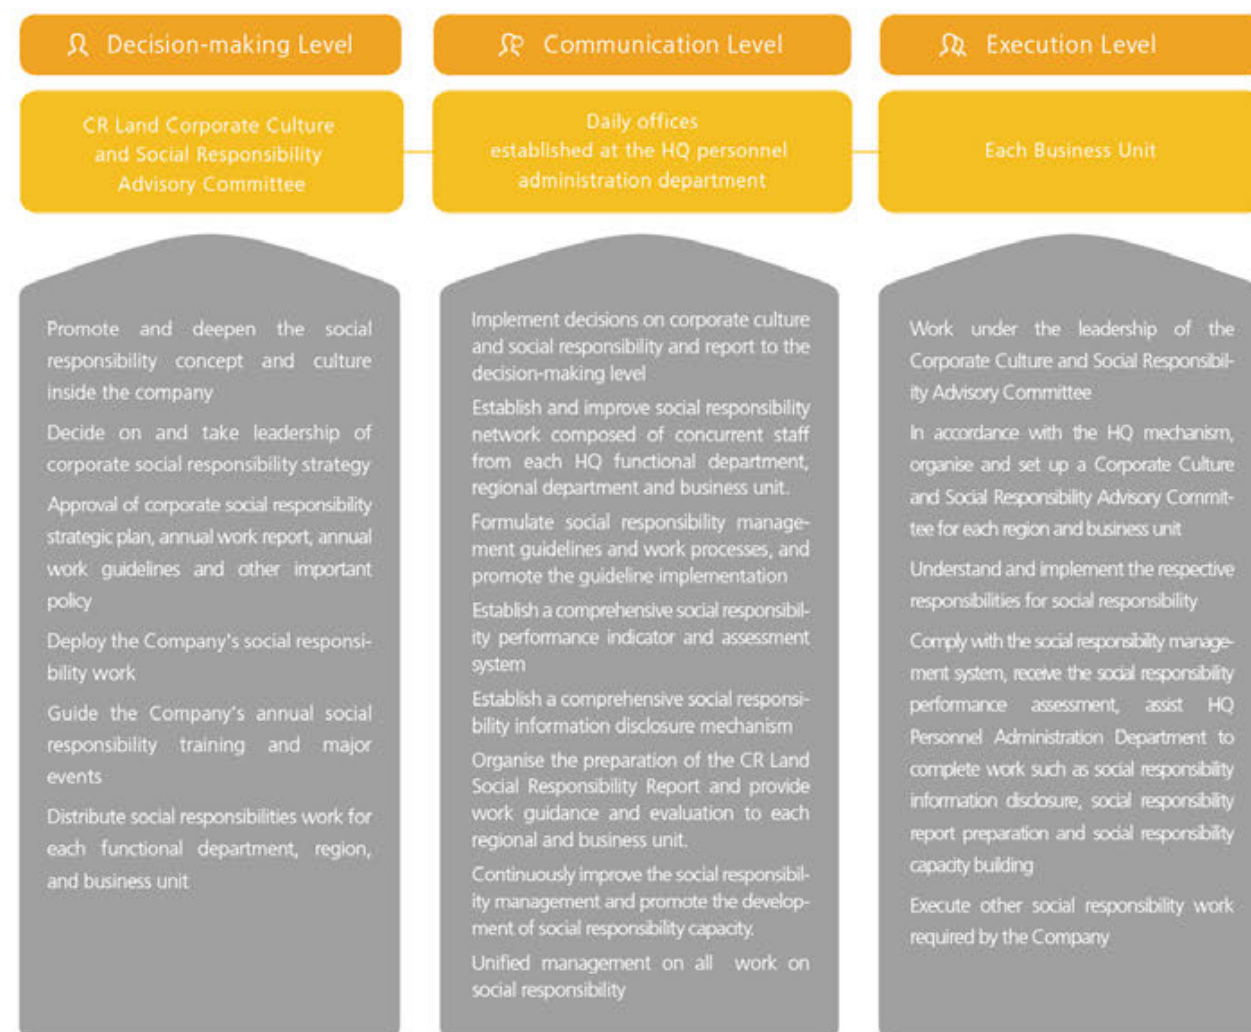 Decision-making Level
CR Land Corporate Culture
and Social Responsibility
Advisory Committee
Promote and deepen the social
responsibility concept and culture
inside the company
Decide on and take leadership of
corporate social responsibility strategy
Approval of corporate social responsibility
strategic plan, annual work report, annual
work guidelines and other important
policy
Deploy the Company's social responsi-
bility work
Guide the Company's annual social
responsibility training and major
events
Distribute social responsibilities work for
each functional department, region,
and business unit
Communication Level
Daily offices
established at the HQ personnel
administration department
Implement decisions on corporate culture
and social responsibility and report to the
decision-making level
Establish and improve social responsibility
network composed of concurrent staff
from each HQ functional department,
regional department and business unit.
Formulate social responsibility manage-
ment guidelines and work processes, and
promote the guideline implementation
Establish a comprehensive social responsibil-
ity performance indicator and assessment
system
Establish a comprehensive social responsi-
bility information disclosure mechanism
Organise the preparation of the CR Land
Social Responsibility Report and provide
work guidance and evaluation to each
regional and business unit.
Continuously improve the social responsibil-
ity management and promote the develop-
ment of social responsibility capacity.
Unified management on all work on
social responsibility
Execution Level
Each Business Unit
Work under the leadership of the
Corporate Culture and Social Responsibil-
ity Advisory Committee
In accordance with the HQ mechanism,
organise and set up a Corporate Culture
and Social Responsibility Advisory Commit-
tee for each region and business unit
Understand and implement the respective
responsibilities for social responsibility
Comply with the social responsibility manage-
ment system, receive the social responsibility
performance assessment, assist HQ
Personnel Administration Department to
complete work such as social responsibility
information disclosure, social responsibility
report preparation and social responsibility
capacity building
Execute other social responsibility work
required by the Company